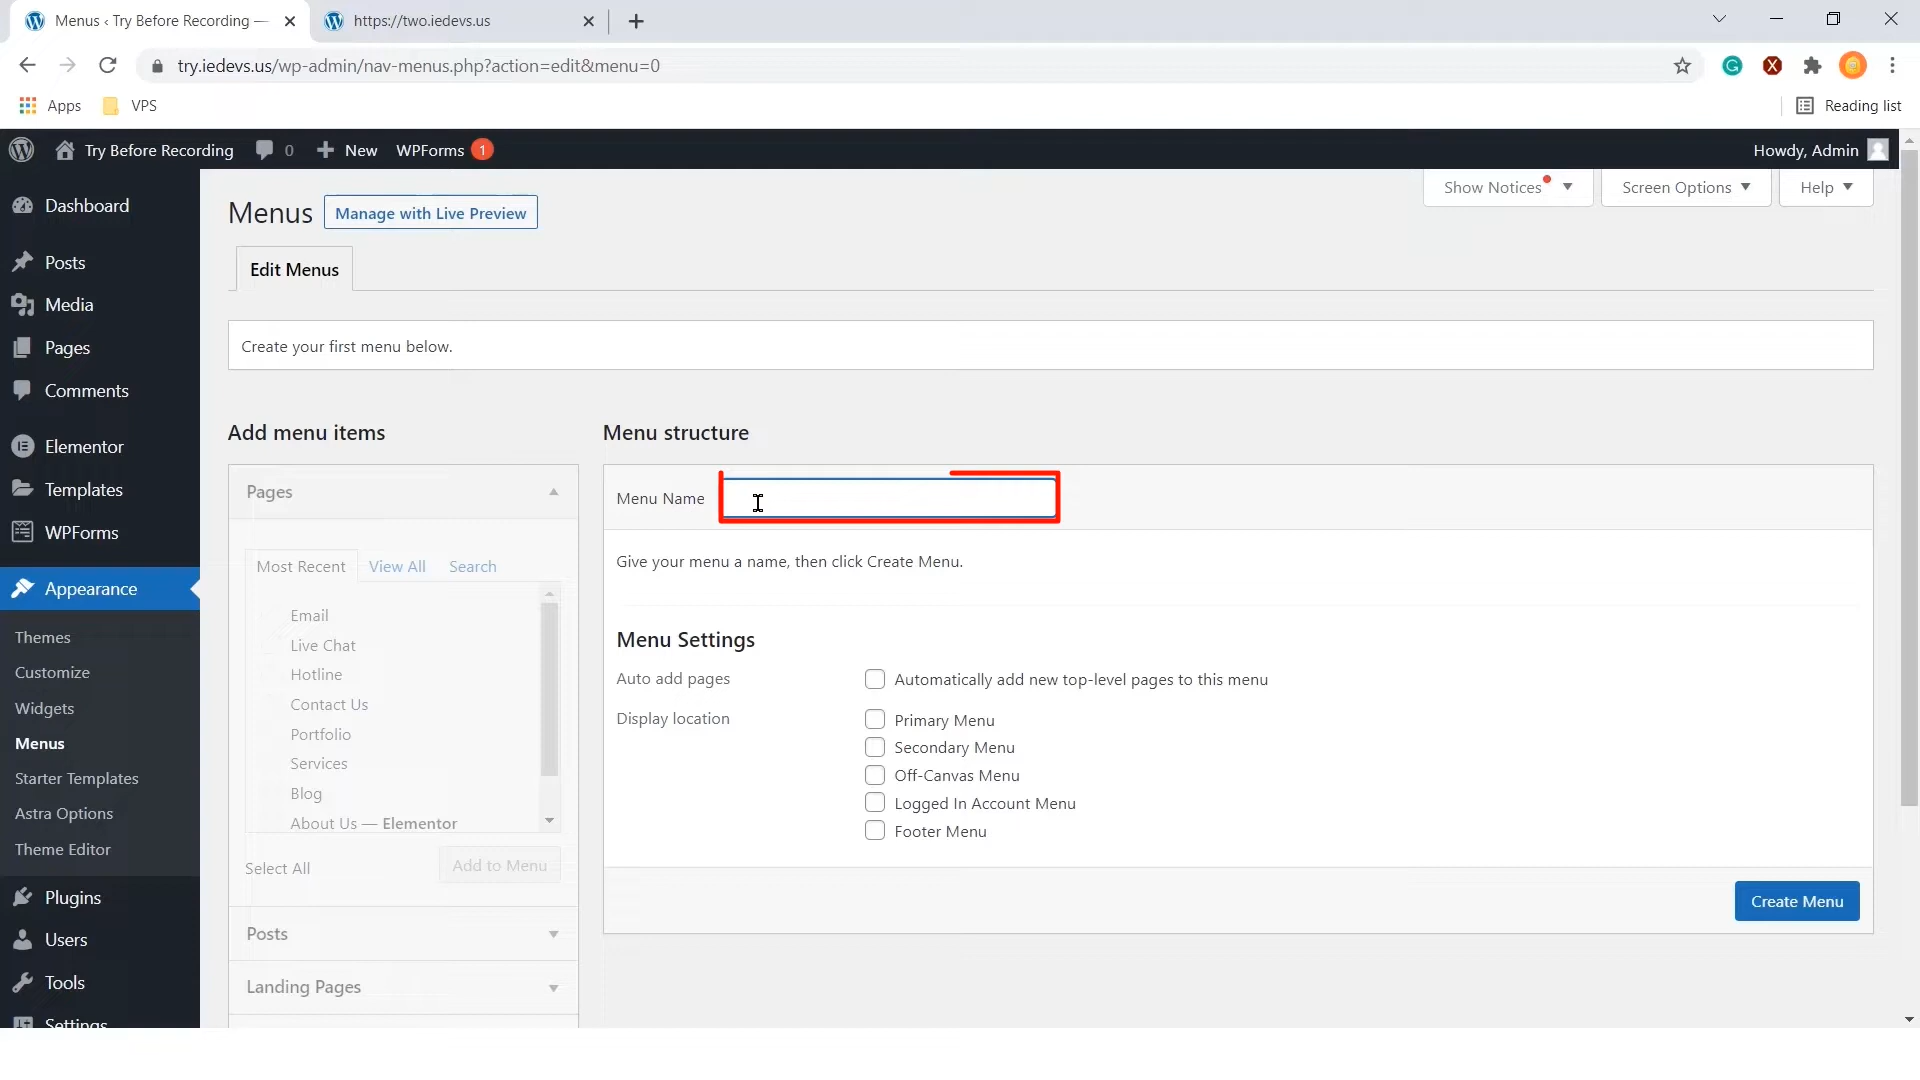 Menus ‹ Try Before Recording —
https://two.iedevs.us
try.iedevs.us/wp-admin/nav-menus.php?action=edit&menu=0
Apps
VPS
Reading list
Try Before Recording
0
New
WPForms 1
Howdy, Admin
Show Notices
Screen Options
Help
Dashboard
Posts
Media
Pages
Comments
Elementor
Templates
WPForms
Appearance
Themes
Customize
Widgets
Menus
Starter Templates
Astra Options
Theme Editor
Plugins
Users
Tools
Settings
Menus
Manage with Live Preview
Edit Menus
Create your first menu below.
Add menu items
Pages
Most Recent
View All
Search
Email
Live Chat
Hotline
Contact Us
Portfolio
Services
Blog
About Us — Elementor
Select All
Add to Menu
Posts
Landing Pages
Menu structure
Menu Name
Give your menu a name, then click Create Menu.
Menu Settings
Auto add pages
Automatically add new top-level pages to this menu
Display location
Primary Menu
Secondary Menu
Off-Canvas Menu
Logged In Account Menu
Footer Menu
Create Menu